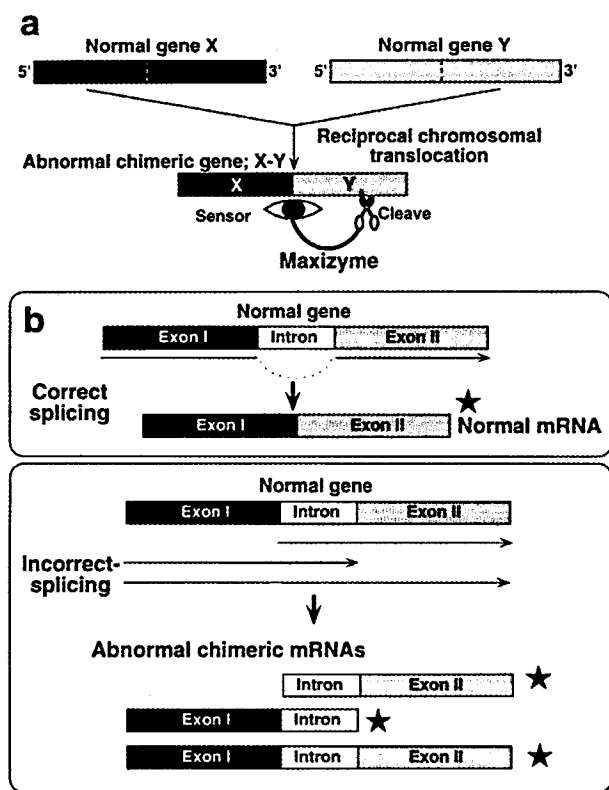 a
Normal gene X
Normal gene Y
5' 3' 5' 3'
Reciprocal chromosomal
translocation
Abnormal chimeric gene; X-Y
X Y
Sensor Cleave
Maxizyme
b
Normal gene
Exon I Intron Exon II
Correct
splicing
Exon I Exon II Normal mRNA
Normal gene
Exon I Intron Exon II
Incorrect-
splicing
Abnormal chimeric mRNAs
Intron Exon II
Exon I Intron
Exon I Intron Exon II